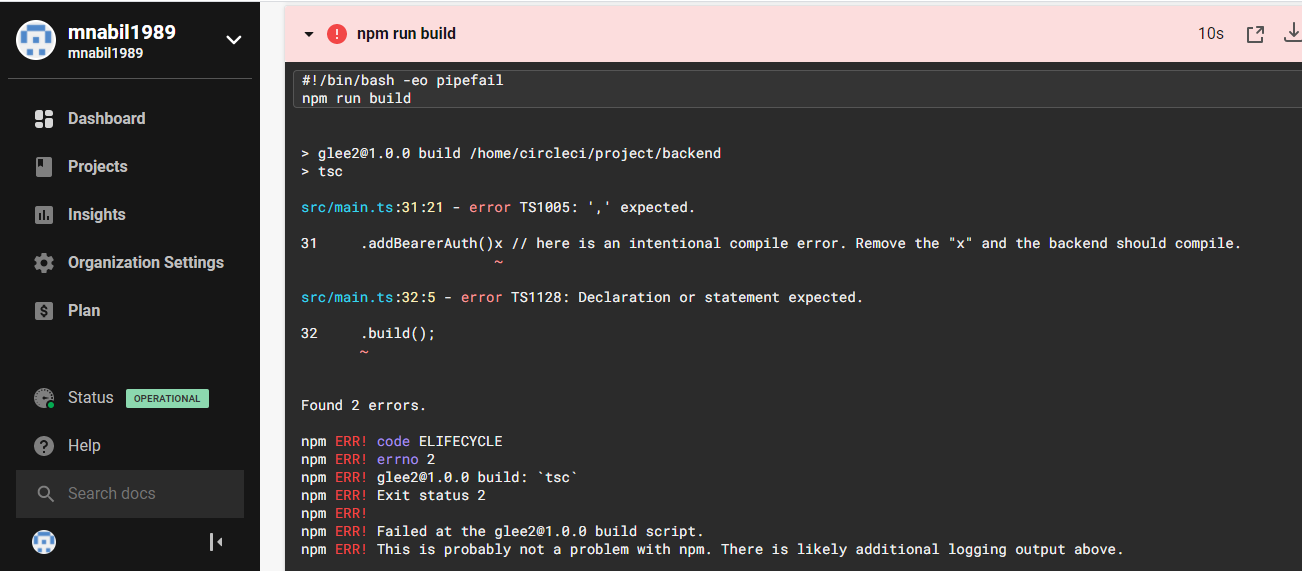 mnabil1989
mnabil1989
Dashboard
Projects
Insights
Organization Settings
Plan
Status OPERATIONAL
Help
Search docs
npm run build 10s
#!/bin/bash -eo pipefail
npm run build
> glee2@1.0.0 build /home/circleci/project/backend
> tsc
src/main.ts:31:21 - error TS1005: ',' expected.
31     .addBearerAuth()x // here is an intentional compile error. Remove the "x" and the backend should compile.
~
src/main.ts:32:5 - error TS1128: Declaration or statement expected.
32     .build();
~
Found 2 errors.
npm ERR! code ELIFECYCLE
npm ERR! errno 2
npm ERR! glee2@1.0.0 build: `tsc`
npm ERR! Exit status 2
npm ERR!
npm ERR! Failed at the glee2@1.0.0 build script.
npm ERR! This is probably not a problem with npm. There is likely additional logging output above.